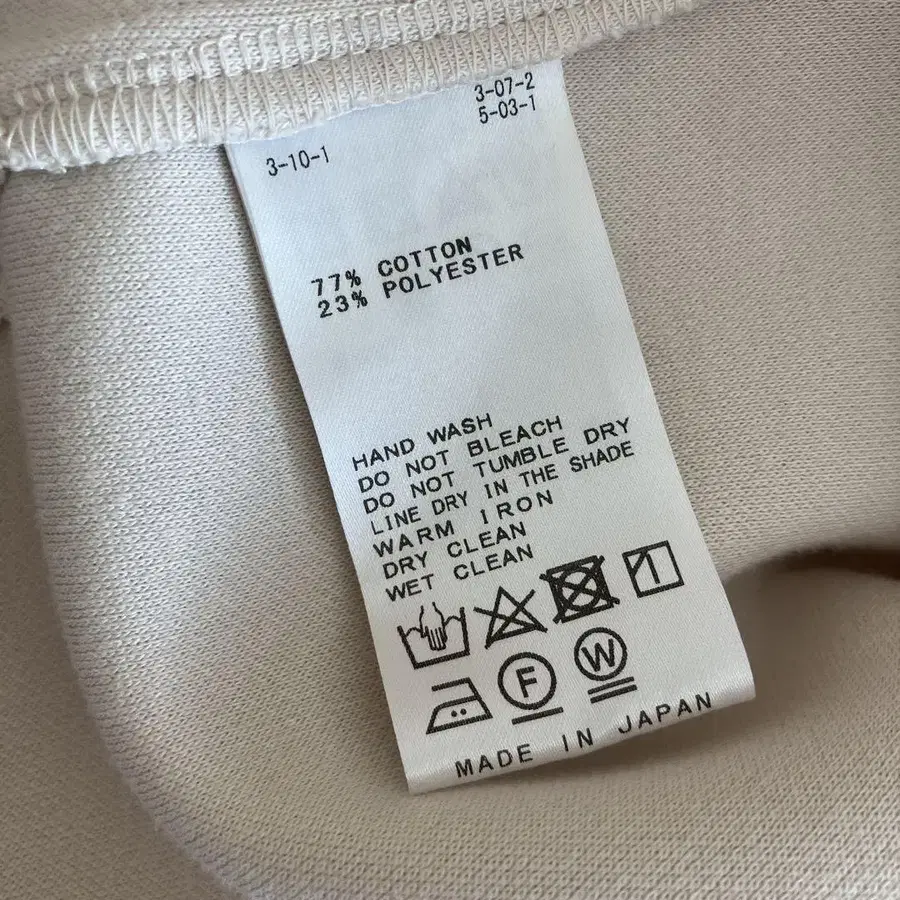 3-07-2
5-03-1
3-10-1
77% COTTON
23% POLYESTER
HAND WASH
DO NOT BLEACH
DO NOT TUMBLE DRY
LINE DRY IN THE SHADE
WARM IRON
DRY CLEAN
WET CLEAN
F
W
MADE IN JAPAN